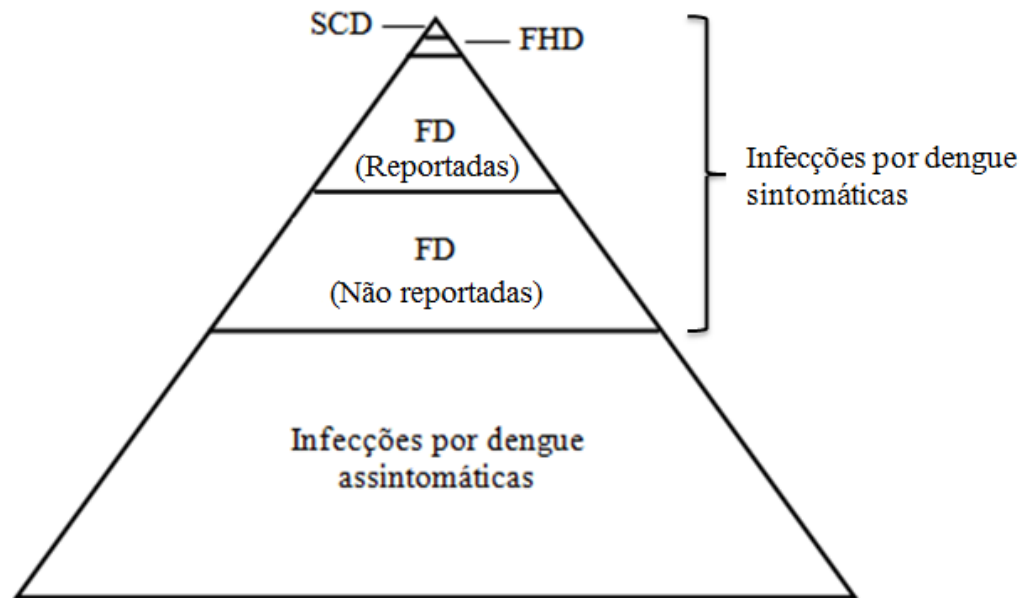 SCD
FHD
FD
(Reportadas)
Infecções por dengue
sintomáticas
FD
(Não reportadas)
Infecções por dengue
assintomáticas